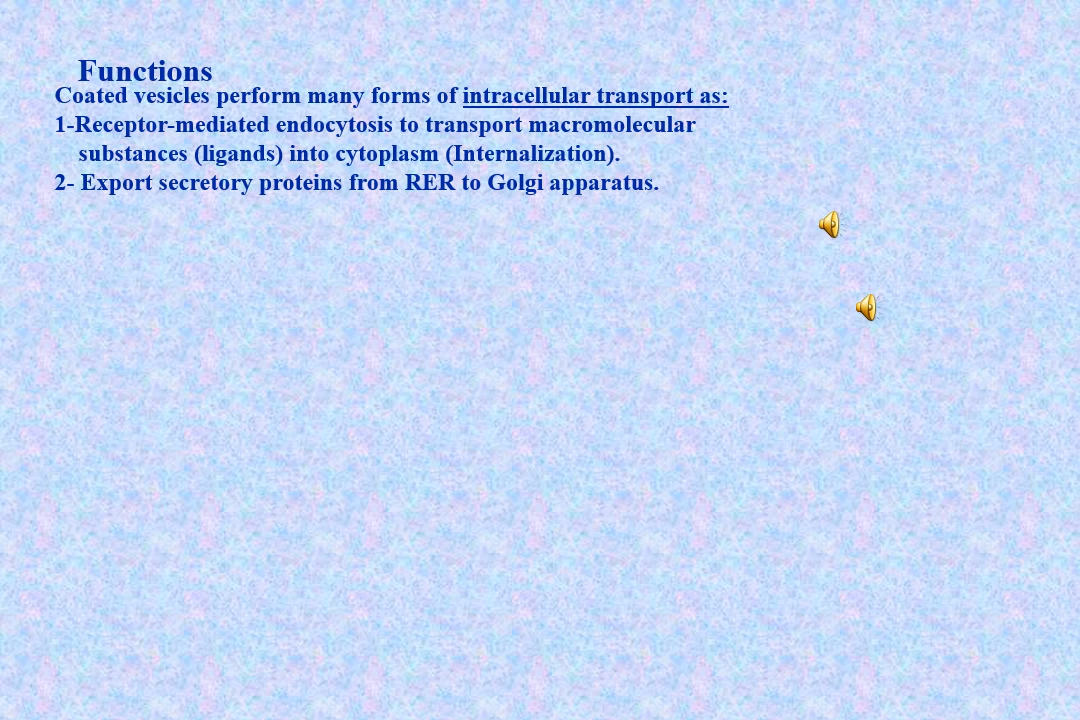 Functions
Coated vesicles perform many forms of intracellular transport as:
1-Receptor-mediated endocytosis to transport macromolecular
substances (ligands) into cytoplasm (Internalization).
2- Export secretory proteins from RER to Golgi apparatus.